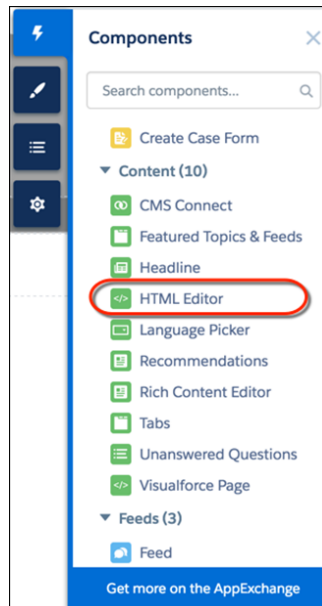 Components
Search components...
Create Case Form
Content (10)
CMS Connect
Featured Topics & Feeds
Headline
HTML Editor
Language Picker
Recommendations
Rich Content Editor
Tabs
Unanswered Questions
Visualforce Page
Feeds (3)
Feed
Get more on the AppExchange